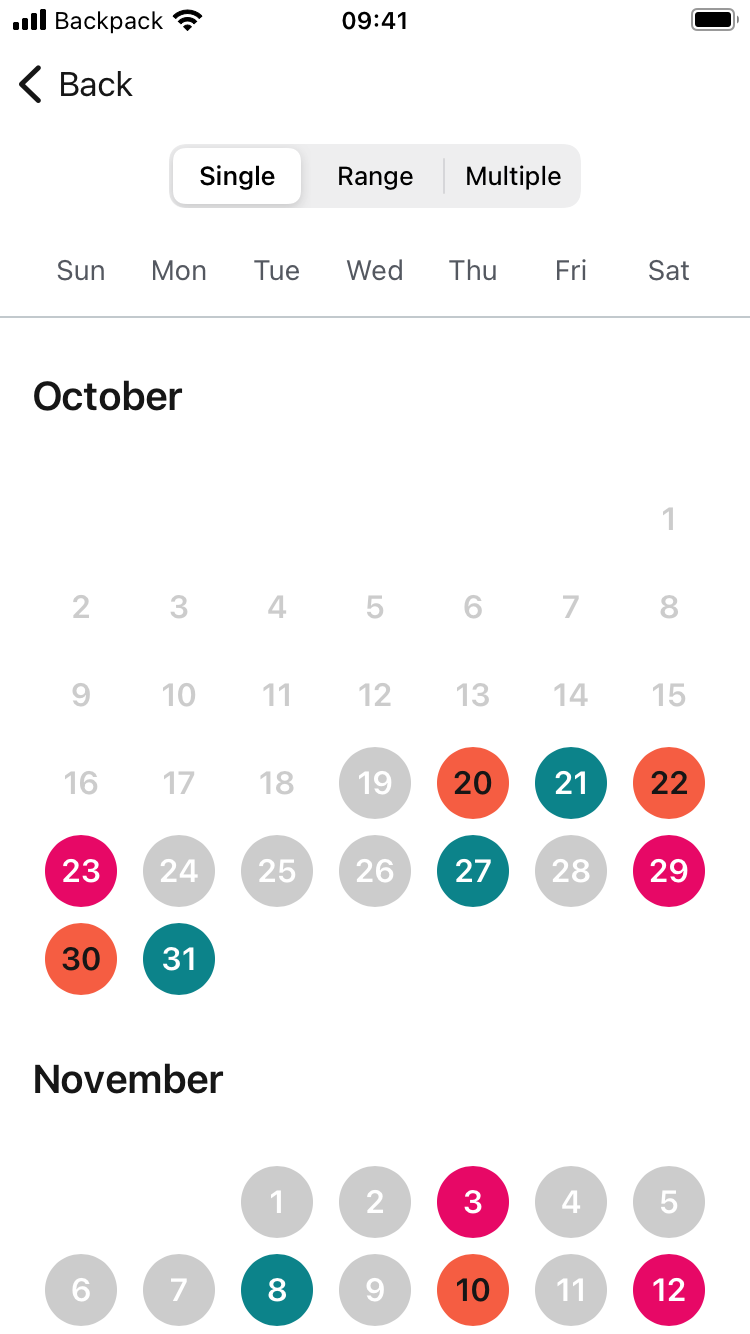 Backpack 09:41
Back
Single Range Multiple
Sun Mon Tue Wed Thu Fri Sat
October
1
2 3 4 5 6 7 8
9 10 11 12 13 14 15
16 17 18 19 20 21 22
23 24 25 26 27 28 29
30 31
November
1 2 3 4 5
6 7 8 9 10 11 12